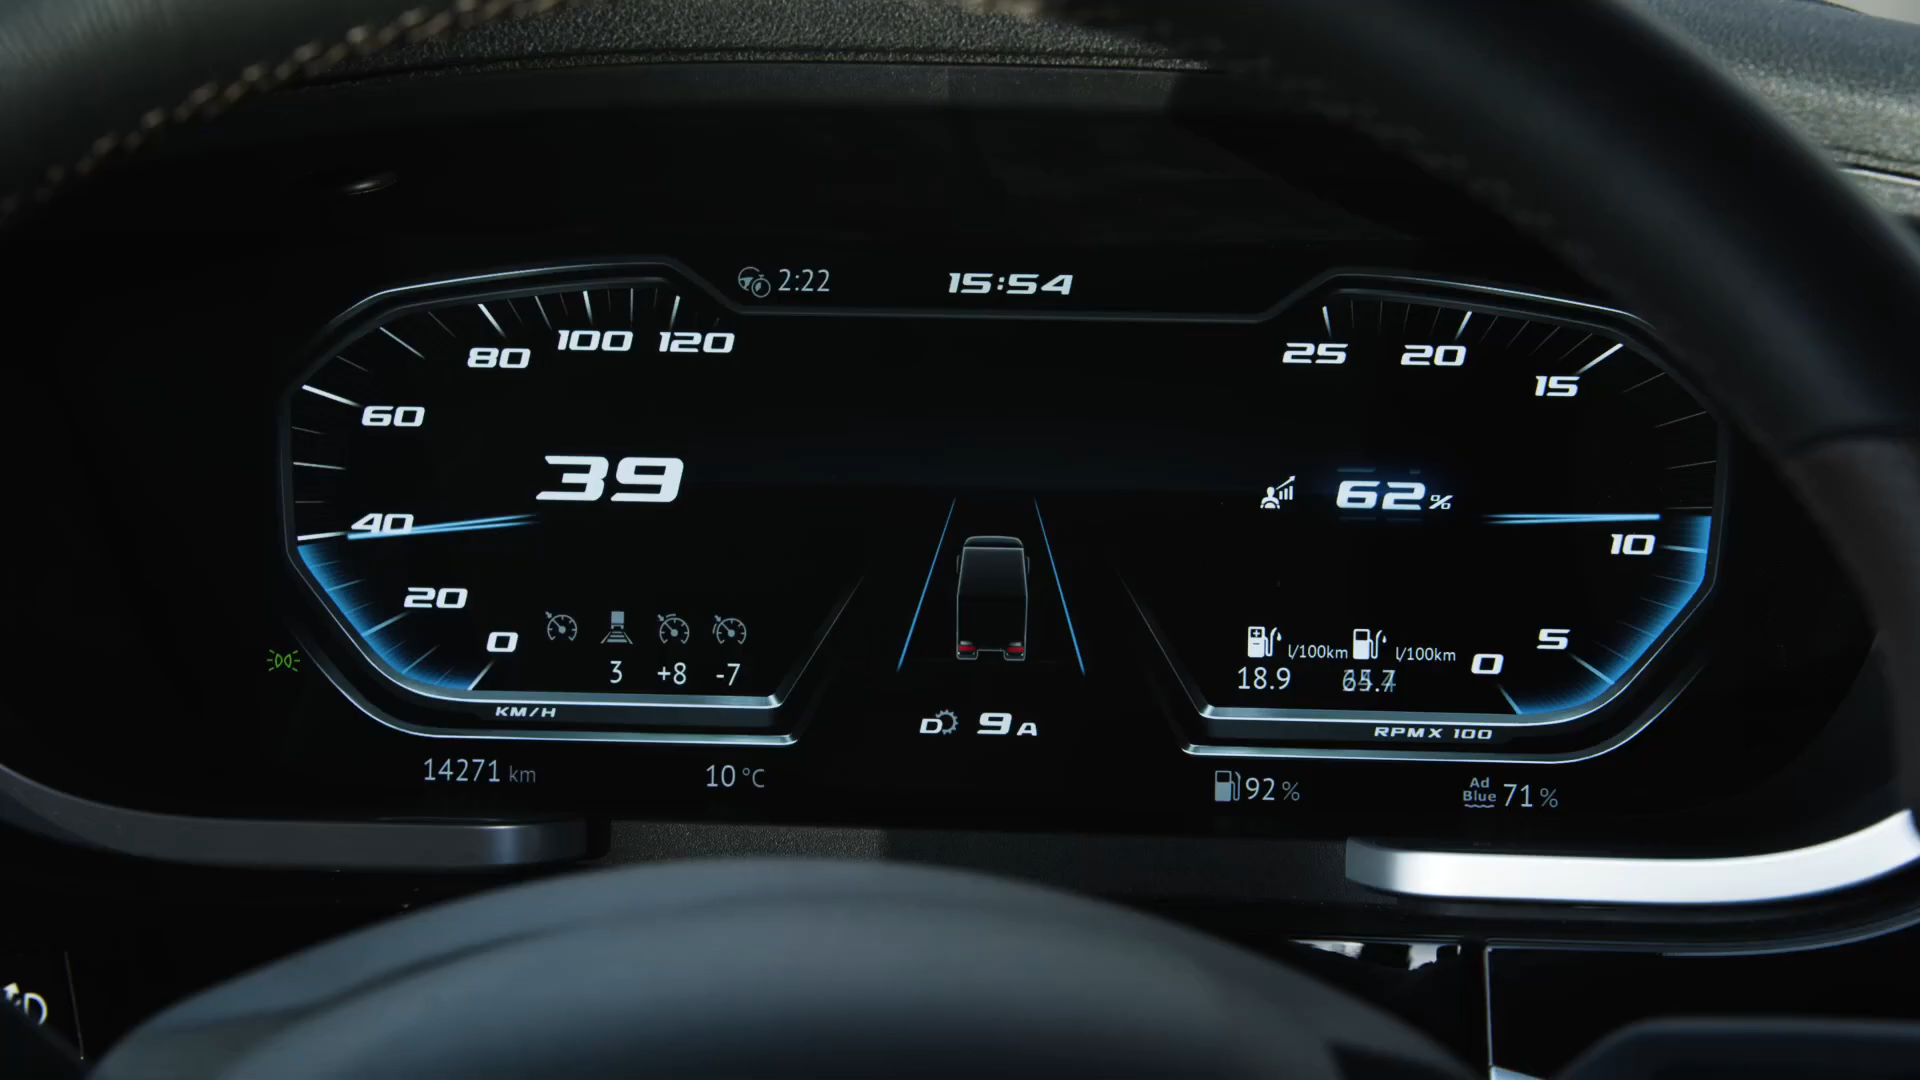 2:22
15:54
80 100 120
25 20 15
60
39
62%
40
10
20
0
l/100km l/100km
5
0
3 +8 -7
18.9
KM/H
D 9A
RPM X 100
14271 km
10 °C
92 %
Ad
Blue 71 %
D